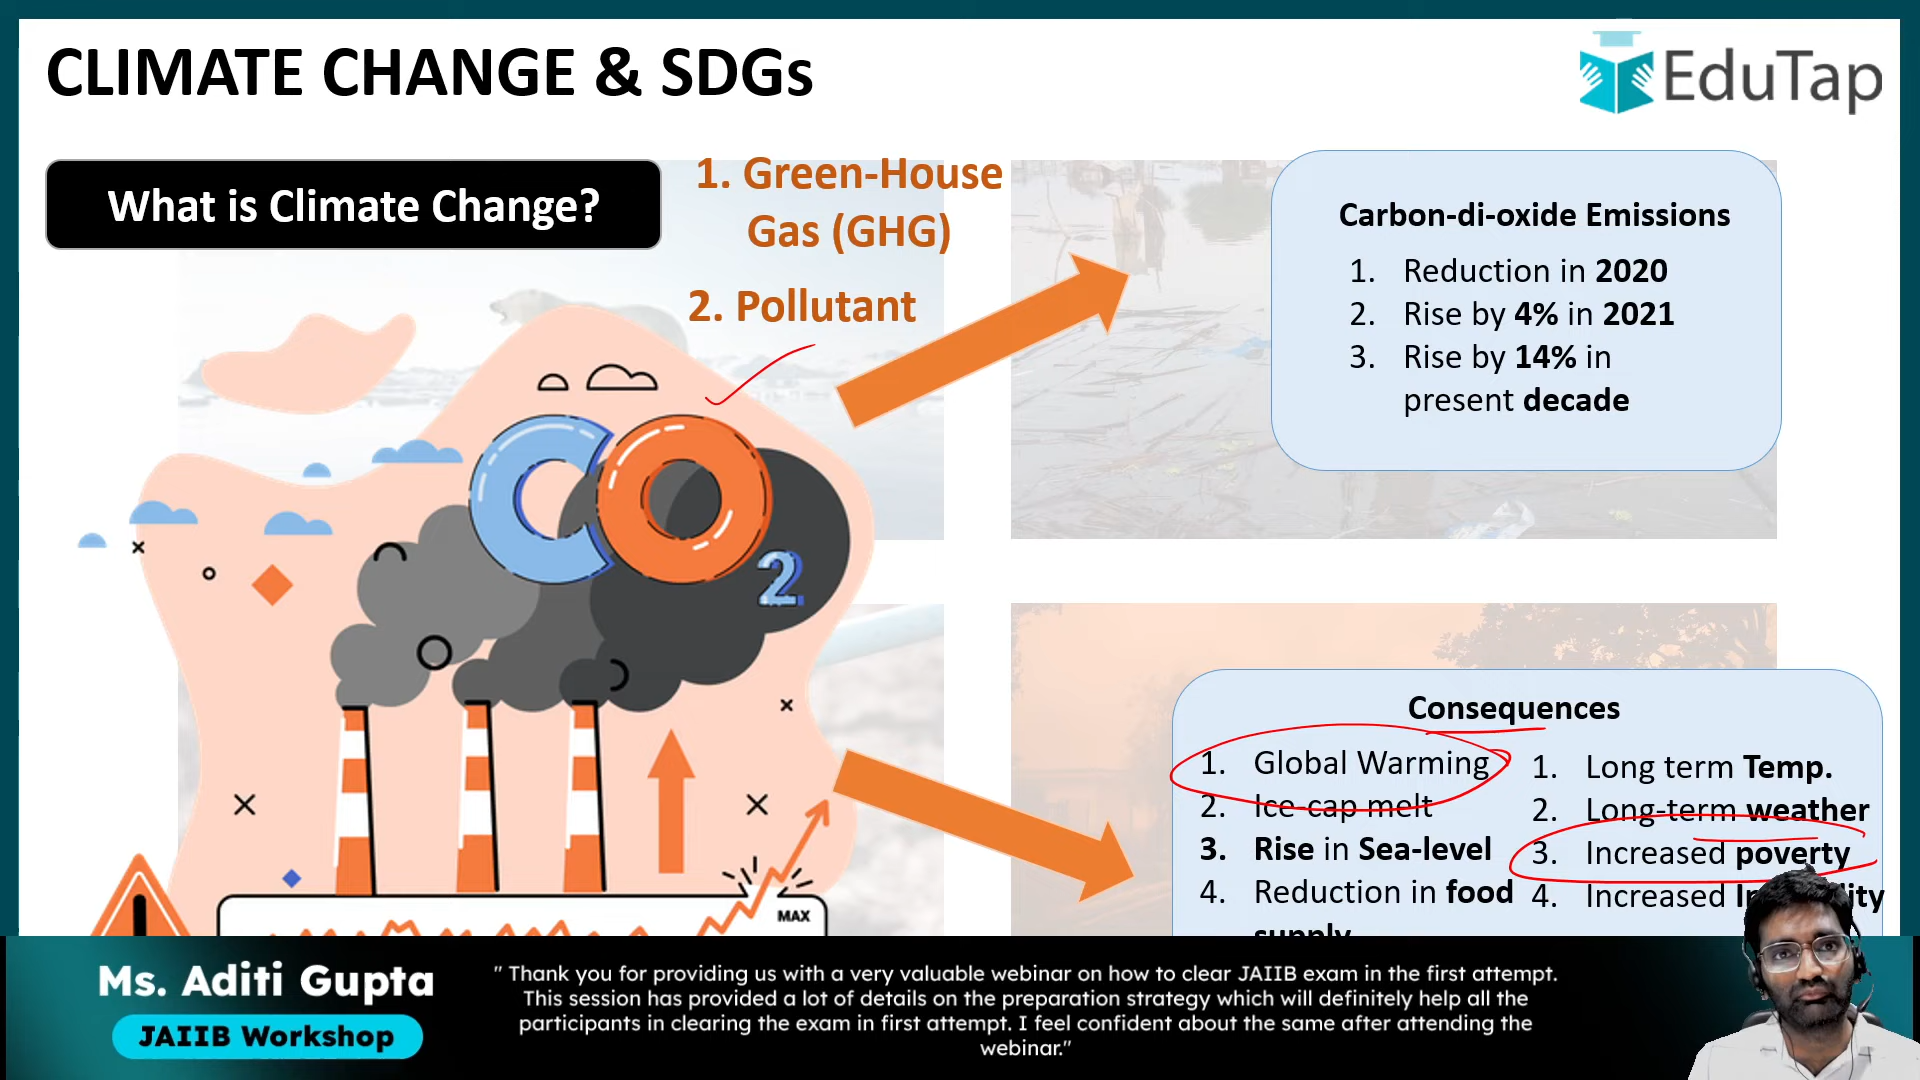 CLIMATE CHANGE & SDGs
EduTap
What is Climate Change?
1. Green-House
Gas (GHG)
2. Pollutant
Carbon-di-oxide Emissions
1. Reduction in 2020
2. Rise by 4% in 2021
3. Rise by 14% in
present decade
CO2
MAX
Consequences
1. Global Warming
2. Ice-cap melt
3. Rise in Sea-level
4. Reduction in food
supply
1. Long term Temp.
2. Long-term weather
3. Increased poverty
4. Increased
Ms. Aditi Gupta
JAIIB Workshop
" Thank you for providing us with a very valuable webinar on how to clear JAIIB exam in the first attempt.
This session has provided a lot of details on the preparation strategy which will definitely help all the
participants in clearing the exam in first attempt. I feel confident about the same after attending the
webinar."